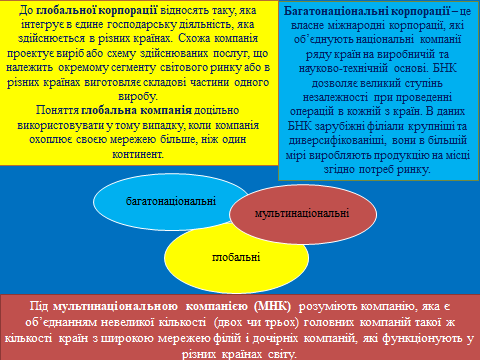 До глобальної корпорації відносять таку, яка
інтегрує в єдине господарську діяльність, яка
здійснюється в різних країнах. Схожа компанія
проектує виріб або схему здійснюваних послуг, що
належить окремому сегменту світового ринку або в
різних країнах виготовляє складові частини одного
виробу.
Поняття глобальна компанія доцільно
використовувати у тому випадку, коли компанія
охоплює своєю мережею більше, ніж один
континент.
Багатонаціональні корпорації – це
власне міжнародні корпорації, які
об’єднують національні компанії
ряду країн на виробничій та
науково-технічній основі. БНК
дозволяє великий ступінь
незалежності при проведенні
операцій в кожній з країн. В даних
БНК зарубіжні філіали крупніші та
диверсифікованіші, вони в більшій
мірі виробляють продукцію на місці
згідно потреб ринку.
багатонаціональні
мультинаціональні
глобальні
Під мультинаціональною компанією (МНК) розуміють компанію, яка є
об’єднанням невеликої кількості (двох чи трьох) головних компаній такої ж
кількості країн з широкою мережею філій і дочірніх компаній, які функціонують у
різних країнах світу.